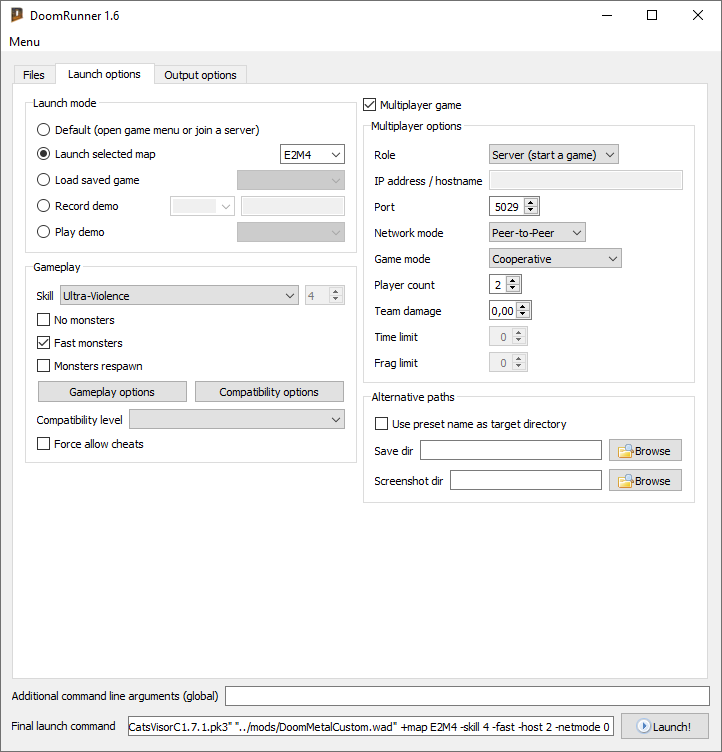 DoomRunner 1.6
Menu
Files
Launch options
Output options
Launch mode
Default (open game menu or join a server)
Launch selected map
E2M4
Load saved game
Record demo
Play demo
Gameplay
Skill
Ultra-Violence
4
No monsters
Fast monsters
Monsters respawn
Gameplay options
Compatibility options
Compatibility level
Force allow cheats
Multiplayer game
Multiplayer options
Role
Server (start a game)
IP address / hostname
Port
5029
Network mode
Peer-to-Peer
Game mode
Cooperative
Player count
2
Team damage
0,00
Time limit
0
Frag limit
0
Alternative paths
Use preset name as target directory
Save dir
Browse
Screenshot dir
Browse
Additional command line arguments (global)
Final launch command
CatsVisorC1.7.1.pk3" "../mods/DoomMetalCustom.wad" +map E2M4 -skill 4 -fast -host 2 -netmode 0
Launch!